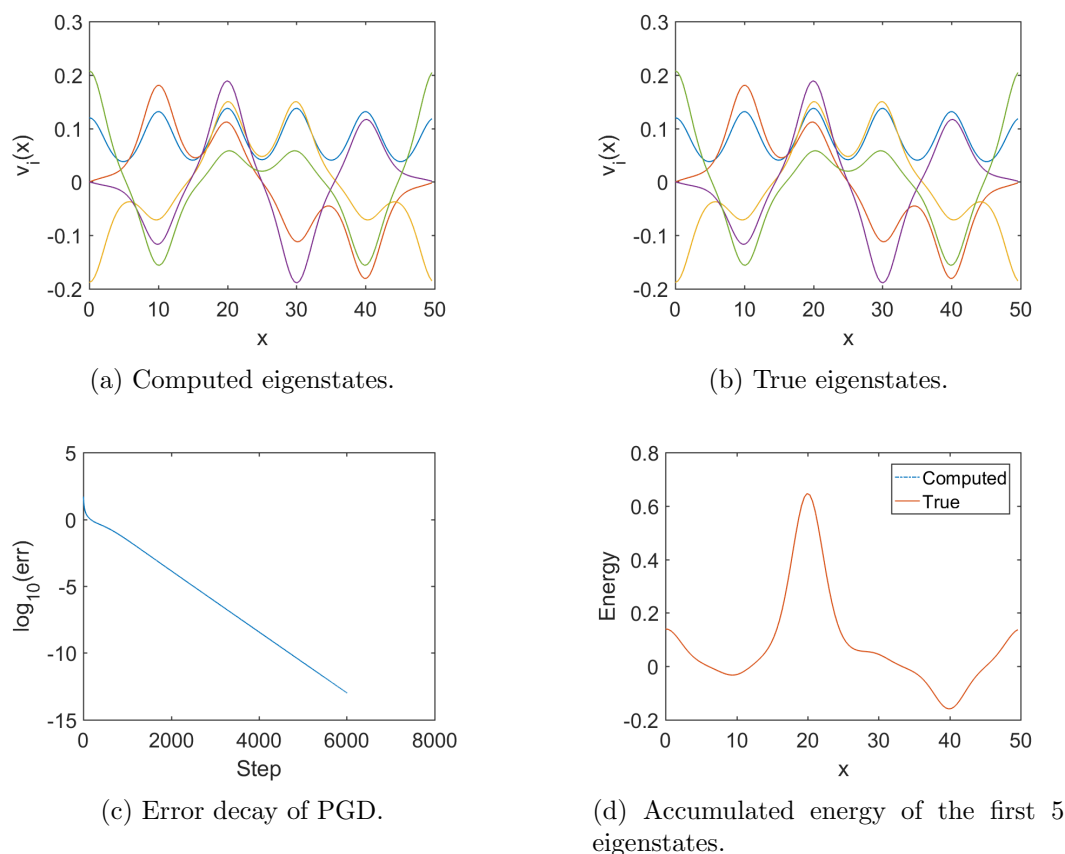 0.3
0.2
0.1
0
-0.1
-0.2
v_i(x)
0 10 20 30 40 50
x
(a) Computed eigenstates.
0.3
0.2
0.1
0
-0.1
-0.2
v_i(x)
0 10 20 30 40 50
x
(b) True eigenstates.
5
0
-5
-10
-15
log_10(err)
0 2000 4000 6000 8000
Step
(c) Error decay of PGD.
0.8
0.6
0.4
0.2
0
-0.2
Energy
Computed
True
0 10 20 30 40 50
x
(d) Accumulated energy of the first 5
eigenstates.